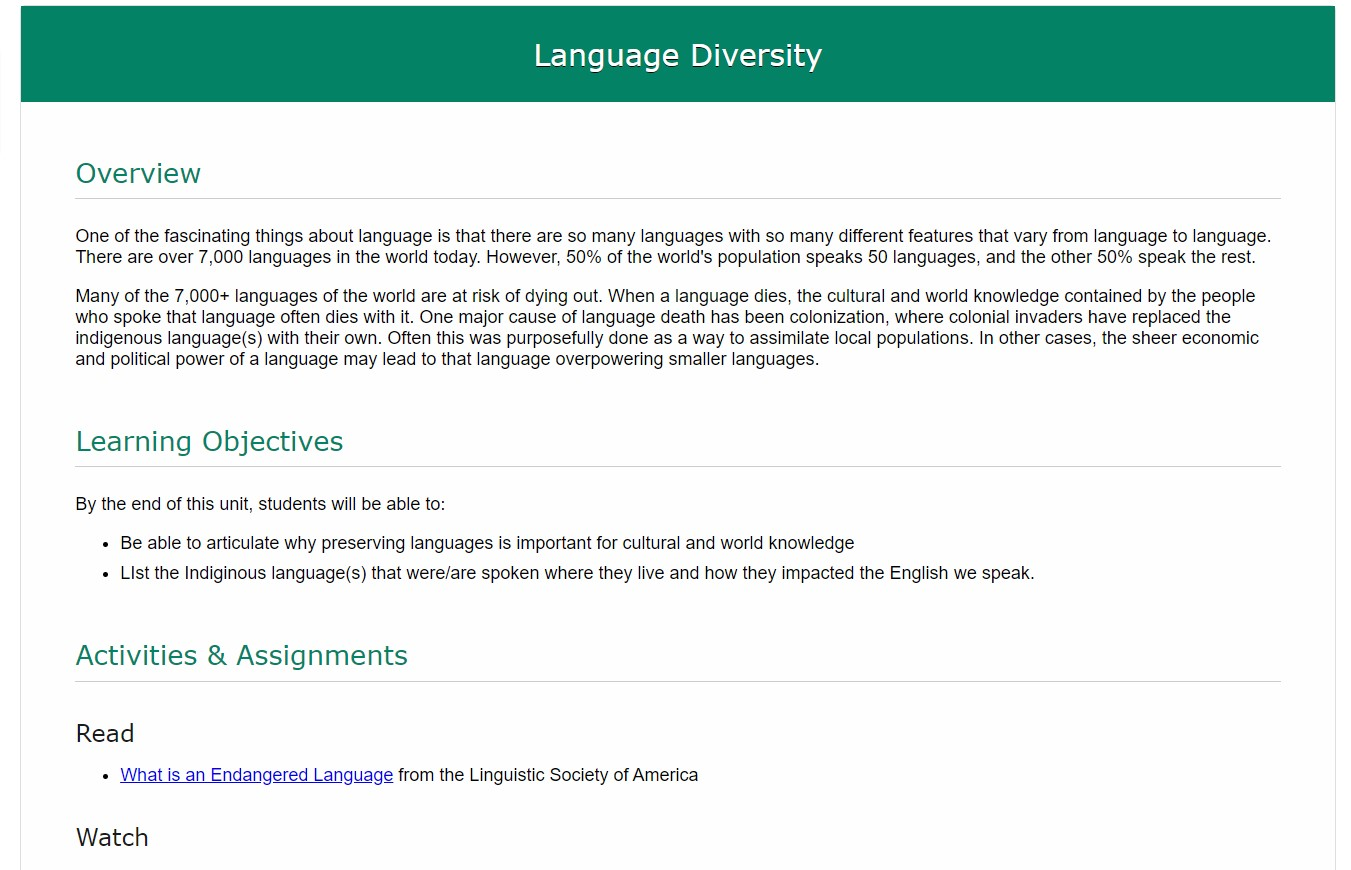 Language Diversity
Overview
One of the fascinating things about language is that there are so many languages with so many different features that vary from language to language.
There are over 7,000 languages in the world today. However, 50% of the world's population speaks 50 languages, and the other 50% speak the rest.
Many of the 7,000+ languages of the world are at risk of dying out. When a language dies, the cultural and world knowledge contained by the people
who spoke that language often dies with it. One major cause of language death has been colonization, where colonial invaders have replaced the
indigenous language(s) with their own. Often this was purposefully done as a way to assimilate local populations. In other cases, the sheer economic
and political power of a language may lead to that language overpowering smaller languages.
Learning Objectives
By the end of this unit, students will be able to:
• Be able to articulate why preserving languages is important for cultural and world knowledge
• LIst the Indiginous language(s) that were/are spoken where they live and how they impacted the English we speak.
Activities & Assignments
Read
• What is an Endangered Language from the Linguistic Society of America
Watch